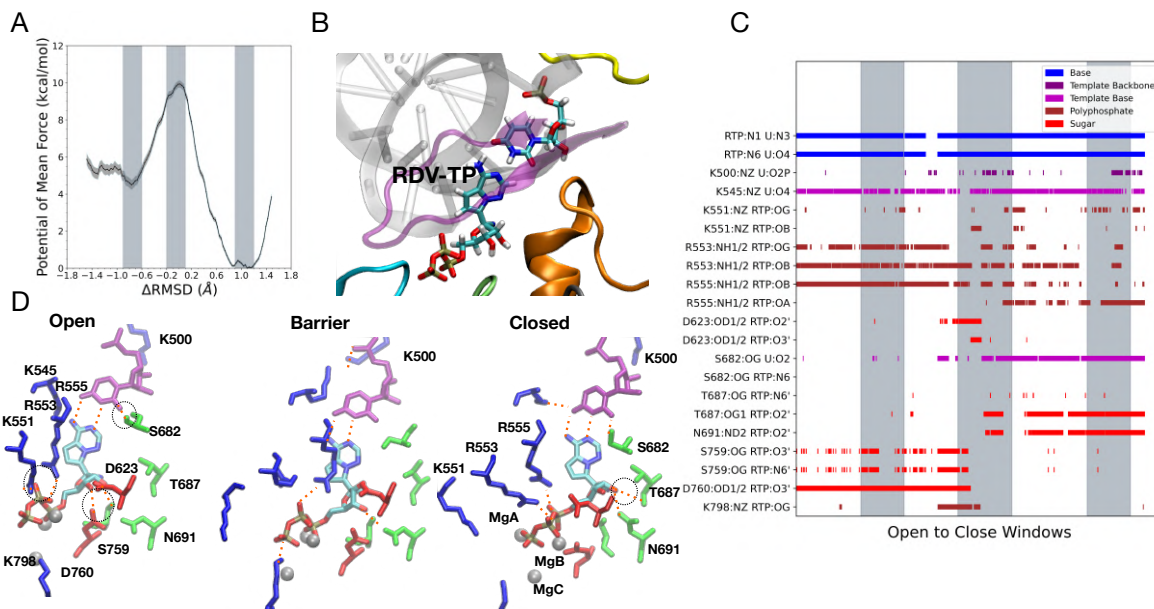 A
Potential of Mean Force (kcal/mol)
12
10
8
6
4
2
0
-1.8 -1.4 -1.0 -0.6 -0.2 0.2 0.6 1.0 1.4 1.8
ΔRMSD (Å)
B
RDV-TP
C
Base
Template Backbone
Template Base
Polyphosphate
Sugar
RTP:N1 U:N3
RTP:N6 U:O4
K500:NZ U:O2P
K545:NZ U:O4
K551:NZ RTP:OG
K551:NZ RTP:OB
R553:NH1/2 RTP:OG
R553:NH1/2 RTP:OB
R555:NH1/2 RTP:OB
R555:NH1/2 RTP:OA
D623:OD1/2 RTP:O2'
D623:OD1/2 RTP:O3'
S682:OG U:O2
S682:OG RTP:N6
T687:OG RTP:N6'
T687:OG1 RTP:O2'
N691:ND2 RTP:O2'
S759:OG RTP:O3'
S759:OG RTP:N6'
D760:OD1/2 RTP:O3'
K798:NZ RTP:OG
Open to Close Windows
D
Open
K500
K545
R555
R553
K551
S682
D623
T687
N691
S759
K798
D760
Barrier
K500
Closed
K500
R555
R553
S682
K551
T687
MgA
N691
MgB
MgC